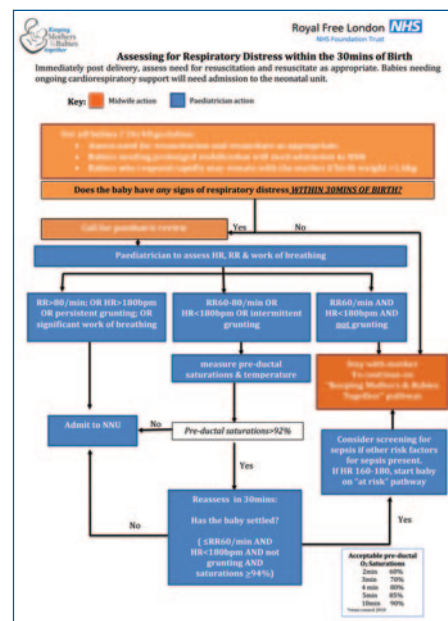 Keeping
Mothers
& Babies
together
Royal Free London NHS
NHS Foundation Trust
Assessing for Respiratory Distress within the 30mins of Birth
Immediately post delivery, assess need for resuscitation and resuscitate as appropriate. Babies needing
ongoing cardiorespiratory support will need admission to the neonatal unit.
Key:
Midwife action
Paediatrician action
Assess need for resuscitation and resuscitate as appropriate
Does the baby have any signs of respiratory distress WITHIN 30MINS OF BIRTH?
Call for paediatric review
Yes
No
Paediatrician to assess HR, RR & work of breathing
RR>80/min; OR HR>180bpm
OR persistent grunting; OR
significant work of breathing
RR60-80/min OR
HR<180bpm OR intermittent
grunting
RR60/min AND
HR<180bpm AND
not grunting
measure pre-ductal
saturations & temperature
Stay with mother
To continue on
"Keeping Mothers & Babies
Together" pathway
Admit to NNU
No
Pre-ductal saturations>92%
Consider screening for
sepsis if other risk factors
for sepsis present.
If HR 160-180, start baby
on "at risk" pathway
Yes
Reassess in 30mins:
Has the baby settled?
( ≤RR60/min AND
HR<180bpm AND not
grunting AND
saturations ≥94%)
No
Yes
Acceptable pre-ductal
O₂ Saturations
2min 60%
3min 70%
4 min 80%
5min 85%
10min 90%